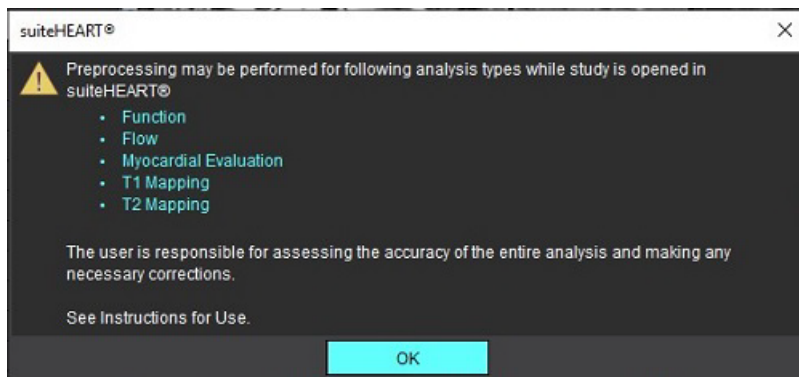 suiteHEART®
Preprocessing may be performed for following analysis types while study is opened in
suiteHEART®
• Function
• Flow
• Myocardial Evaluation
• T1 Mapping
• T2 Mapping
The user is responsible for assessing the accuracy of the entire analysis and making any
necessary corrections.
See Instructions for Use.
OK